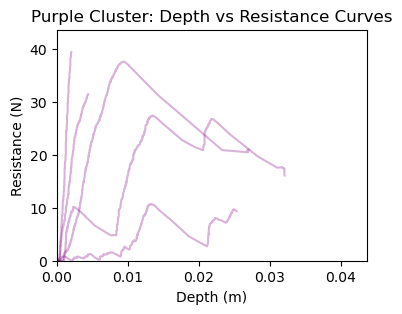 Purple Cluster: Depth vs Resistance Curves
Resistance (N)
40
30
20
10
0
0.00 0.01 0.02 0.03 0.04
Depth (m)